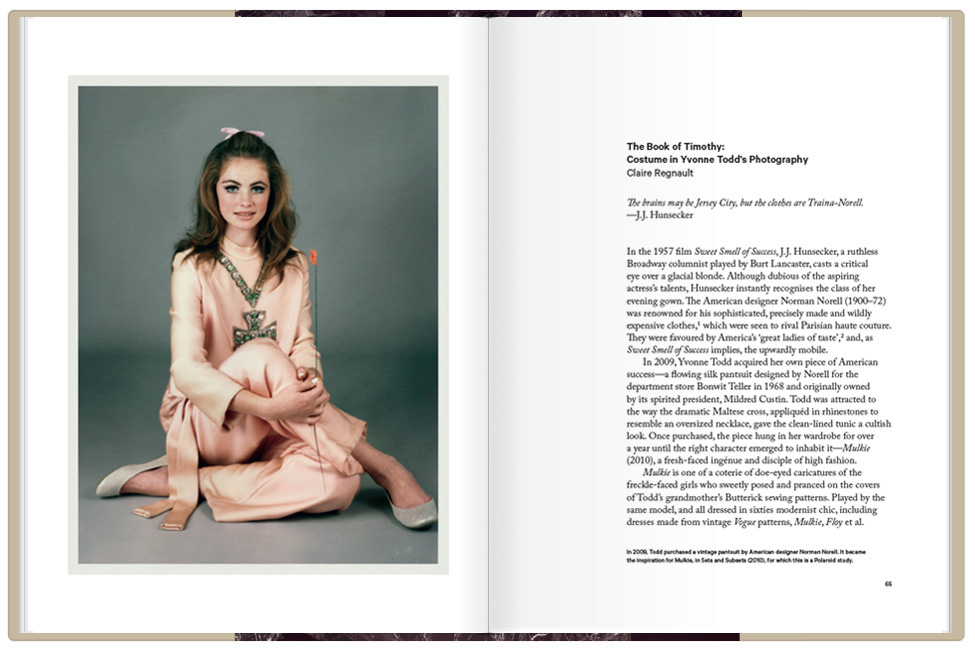 The Book of Timothy:
Costume in Yvonne Todd's Photography
Claire Regnault
The brains may be Jersey City, but the clothes are Traina-Norell.
—J.J. Hunsecker
In the 1957 film Sweet Smell of Success, J.J. Hunsecker, a ruthless
Broadway columnist played by Burt Lancaster, casts a critical
eye over a glacial blonde. Although dubious of the aspiring
actress's talents, Hunsecker instantly recognises the class of her
evening gown. The American designer Norman Norell (1900–72)
was renowned for his sophisticated, precisely made and wildly
expensive clothes,¹ which were seen to rival Parisian haute couture.
They were favoured by America's 'great ladies of taste',² and, as
Sweet Smell of Success implies, the upwardly mobile.
In 2009, Yvonne Todd acquired her own piece of American
success—a flowing silk pantsuit designed by Norell for the
department store Bonwit Teller in 1968 and originally owned
by its spirited president, Mildred Custin. Todd was attracted to
the way the dramatic Maltese cross, appliquéd in rhinestones to
resemble an oversized necklace, gave the clean-lined tunic a cultish
look. Once purchased, the piece hung in her wardrobe for over
a year until the right character emerged to inhabit it—Mulkie
(2010), a fresh-faced ingénue and disciple of high fashion.
Mulkie is one of a coterie of doe-eyed caricatures of the
freckle-faced girls who sweetly posed and pranced on the covers
of Todd's grandmother's Butterick sewing patterns. Played by the
same model, and all dressed in sixties modernist chic, including
dresses made from vintage Vogue patterns, Mulkie, Floy et al.
In 2009, Todd purchased a vintage pantsuit by American designer Norman Norell. It became
the inspiration for Mulkie, in Sets and Subsets (2010), for which this is a Polaroid study.
65